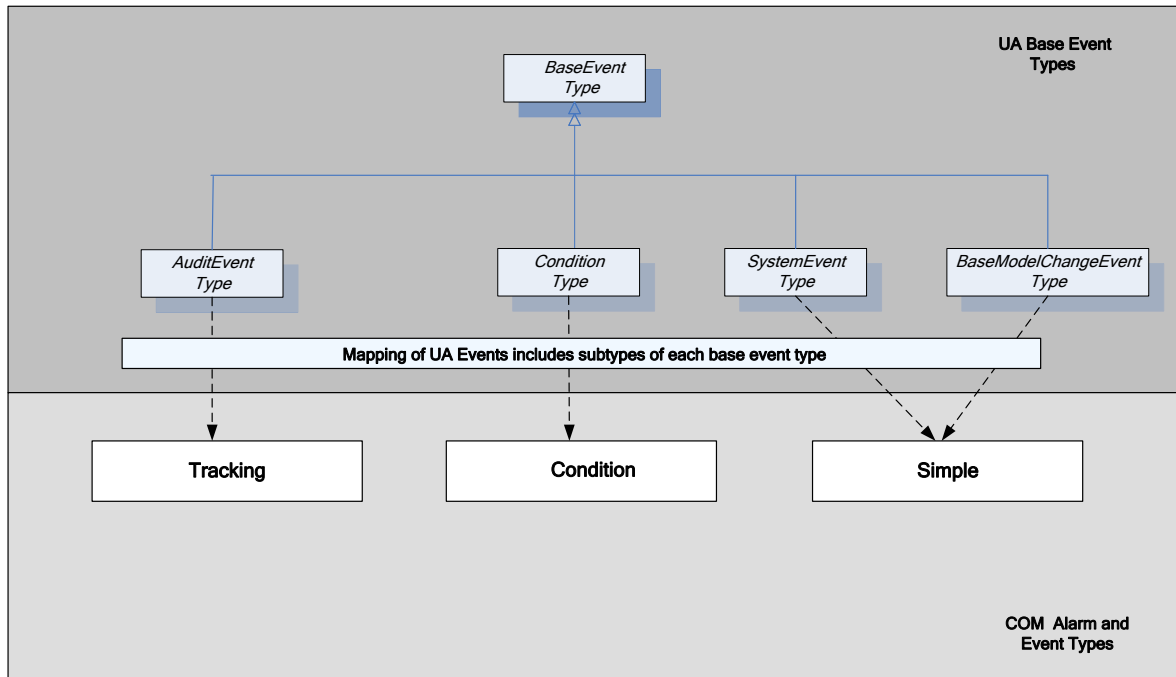 UA Base Event
Types
BaseEvent
Type
AuditEvent
Type
Condition
Type
SystemEvent
Type
BaseModelChangeEvent
Type
Mapping of UA Events includes subtypes of each base event type
Tracking
Condition
Simple
COM Alarm and
Event Types